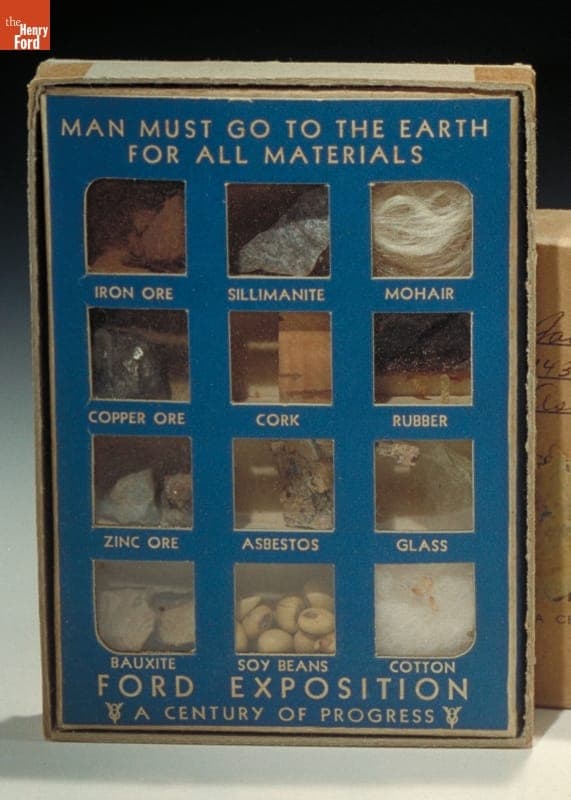 the
Henry
Ford
MAN MUST GO TO THE EARTH
FOR ALL MATERIALS
IRON ORE SILLIMANITE MOHAIR
COPPER ORE CORK RUBBER
ZINC ORE ASBESTOS GLASS
BAUXITE SOY BEANS COTTON
FORD EXPOSITION
A CENTURY OF PROGRESS